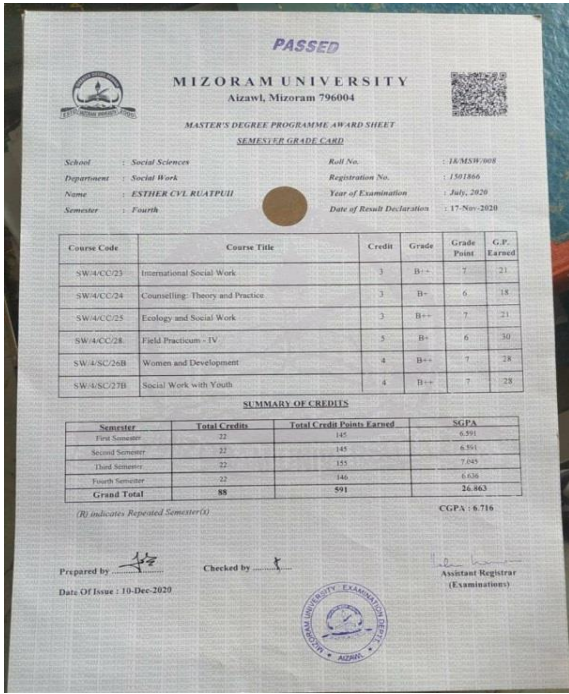 PASSED
MIZORAM UNIVERSITY
Aizawl, Mizoram 796004
MASTER'S DEGREE PROGRAMME AWARD SHEET
SEMESTER GRADE CARD
School : Social Sciences Roll No. : 18/MSW/008
Department : Social Work Registration No. : 1501866
Name : ESTHER CVL RUATPUII Year of Examination : July, 2020
Semester : Fourth Date of Result Declaration : 17-Nov-2020
Course Code Course Title Credit Grade Grade Point G.P. Earned
SW/4/CC/23 International Social Work 3 B++ 7 21
SW/4/CC/24 Counselling: Theory and Practice 3 B+ 6 18
SW/4/CC/25 Ecology and Social Work 3 B++ 7 21
SW/4/CC/28 Field Practicum - IV 5 B+ 6 30
SW/4/SC/26B Women and Development 4 B++ 7 28
SW/4/SC/27B Social Work with Youth 4 B++ 7 28
SUMMARY OF CREDITS
Semester Total Credits Total Credit Points Earned SGPA
First Semester 22 145 6.591
Second Semester 22 145 6.591
Third Semester 22 155 7.045
Fourth Semester 22 146 6.636
Grand Total 88 591 26.863
(R) indicates Repeated Semester(s) CGPA : 6.716
Prepared by Checked by
Assistant Registrar
(Examinations)
Date Of Issue : 10-Dec-2020
MIZORAM UNIVERSITY EXAMINATION DEPTT.
AIZAWL